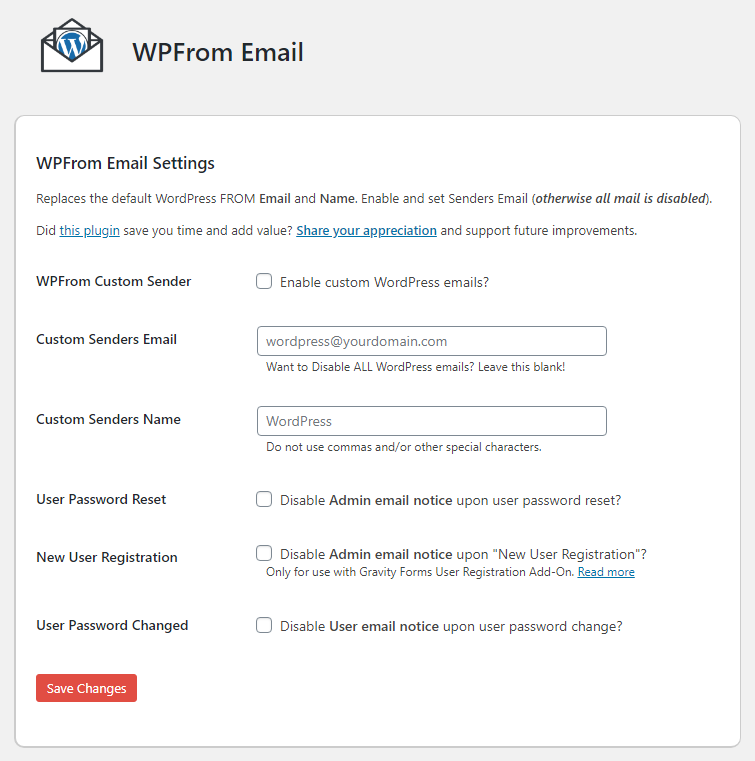 WPFrom Email
WPFrom Email Settings
Replaces the default WordPress FROM Email and Name. Enable and set Senders Email (otherwise all mail is disabled).
Did this plugin save you time and add value? Share your appreciation and support future improvements.
WPFrom Custom Sender
Enable custom WordPress emails?
Custom Senders Email
wordpress@yourdomain.com
Want to Disable ALL WordPress emails? Leave this blank!
Custom Senders Name
WordPress
Do not use commas and/or other special characters.
User Password Reset
Disable Admin email notice upon user password reset?
New User Registration
Disable Admin email notice upon "New User Registration"?
Only for use with Gravity Forms User Registration Add-On. Read more
User Password Changed
Disable User email notice upon user password change?
Save Changes